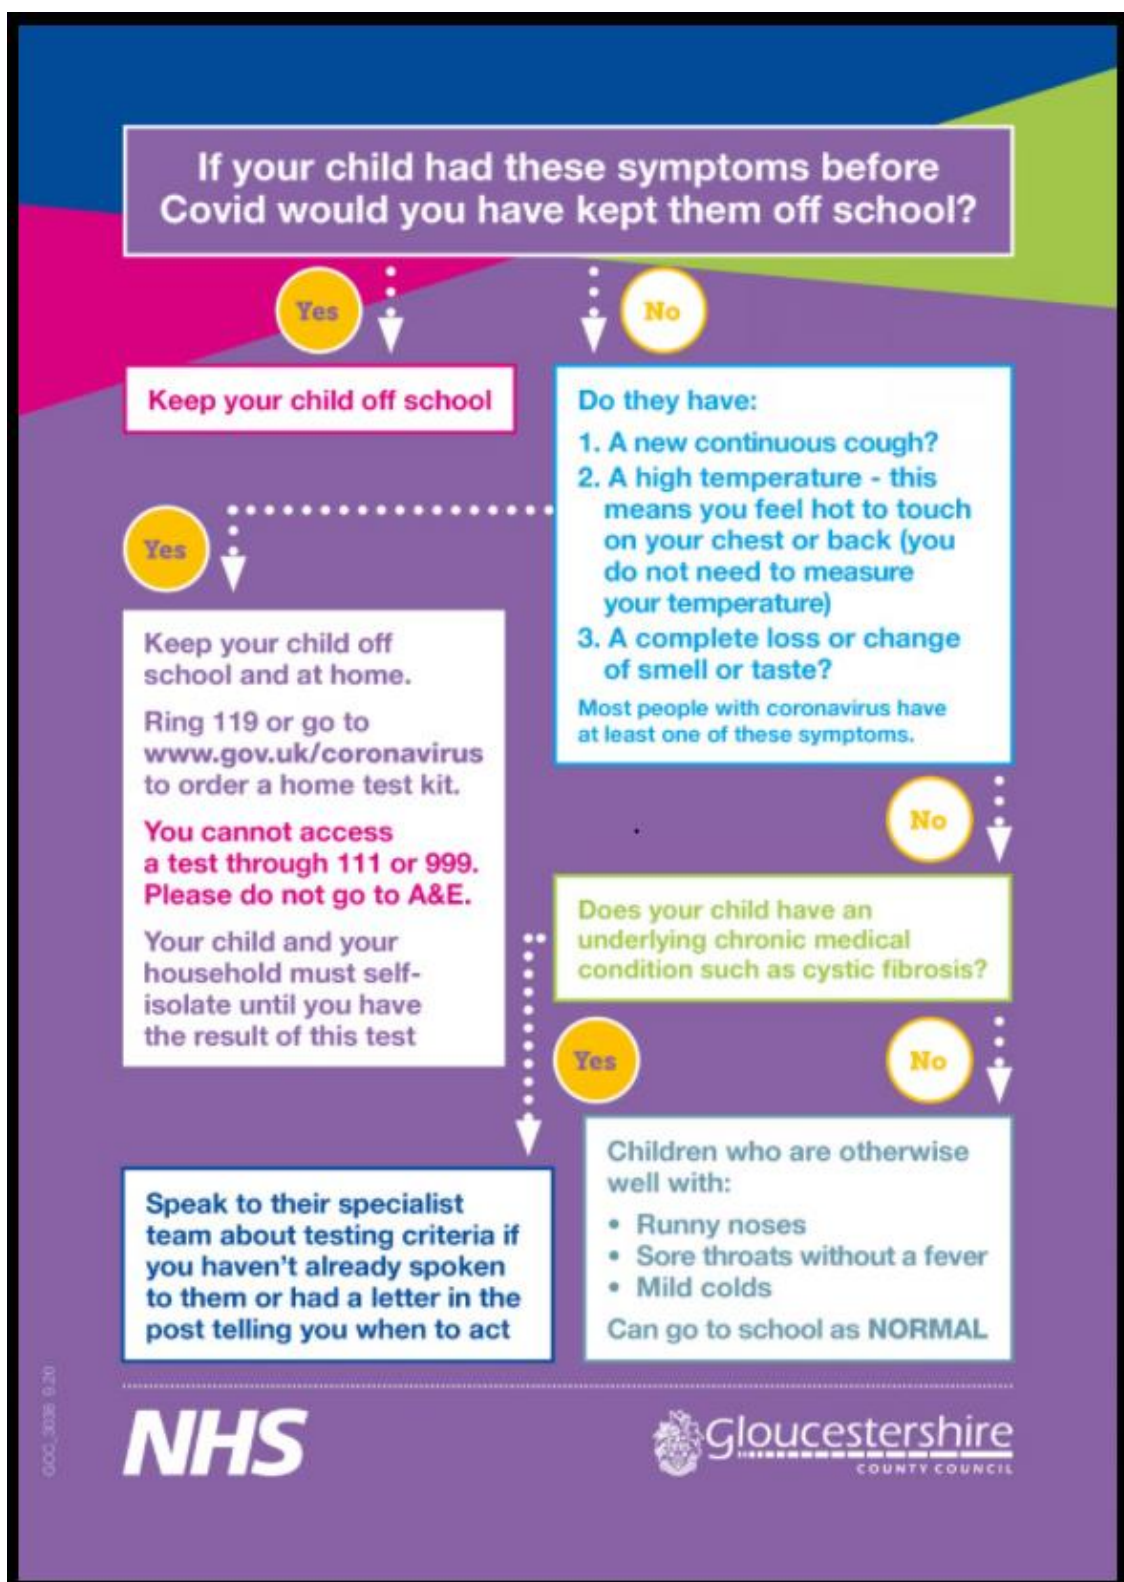 If your child had these symptoms before
Covid would you have kept them off school?
Yes
No
Keep your child off school
Do they have:
1. A new continuous cough?
2. A high temperature - this
means you feel hot to touch
on your chest or back (you
do not need to measure
your temperature)
3. A complete loss or change
of smell or taste?
Most people with coronavirus have
at least one of these symptoms.
Yes
Keep your child off
school and at home.
Ring 119 or go to
www.gov.uk/coronavirus
to order a home test kit.
You cannot access
a test through 111 or 999.
Please do not go to A&E.
Your child and your
household must self-
isolate until you have
the result of this test
No
Does your child have an
underlying chronic medical
condition such as cystic fibrosis?
Yes
No
Speak to their specialist
team about testing criteria if
you haven't already spoken
to them or had a letter in the
post telling you when to act
Children who are otherwise
well with:
• Runny noses
• Sore throats without a fever
• Mild colds
Can go to school as NORMAL
GCC_3036 9.20
NHS
Gloucestershire
COUNTY COUNCIL